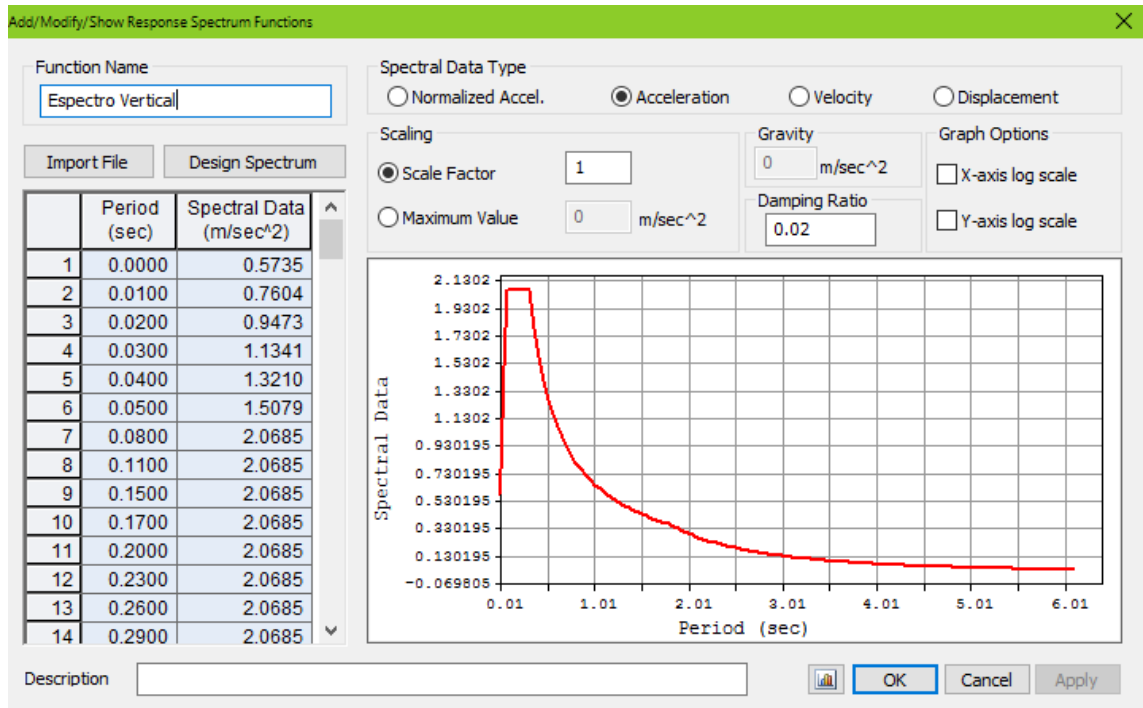 Add/Modify/Show Response Spectrum Functions
Function Name
Espectro Vertical
Import File
Design Spectrum
Spectral Data Type
Normalized Accel.
Acceleration
Velocity
Displacement
Scaling
Scale Factor
1
Maximum Value
0
m/sec^2
Gravity
0
m/sec^2
Damping Ratio
0.02
Graph Options
X-axis log scale
Y-axis log scale
Period (sec) Spectral Data (m/sec^2)
1 0.0000 0.5735
2 0.0100 0.7604
3 0.0200 0.9473
4 0.0300 1.1341
5 0.0400 1.3210
6 0.0500 1.5079
7 0.0800 2.0685
8 0.1100 2.0685
9 0.1500 2.0685
10 0.1700 2.0685
11 0.2000 2.0685
12 0.2300 2.0685
13 0.2600 2.0685
14 0.2900 2.0685
Spectral Data
2.1302
1.9302
1.7302
1.5302
1.3302
1.1302
0.930195
0.730195
0.530195
0.330195
0.130195
-0.069805
0.01 1.01 2.01 3.01 4.01 5.01 6.01
Period (sec)
Description
OK
Cancel
Apply